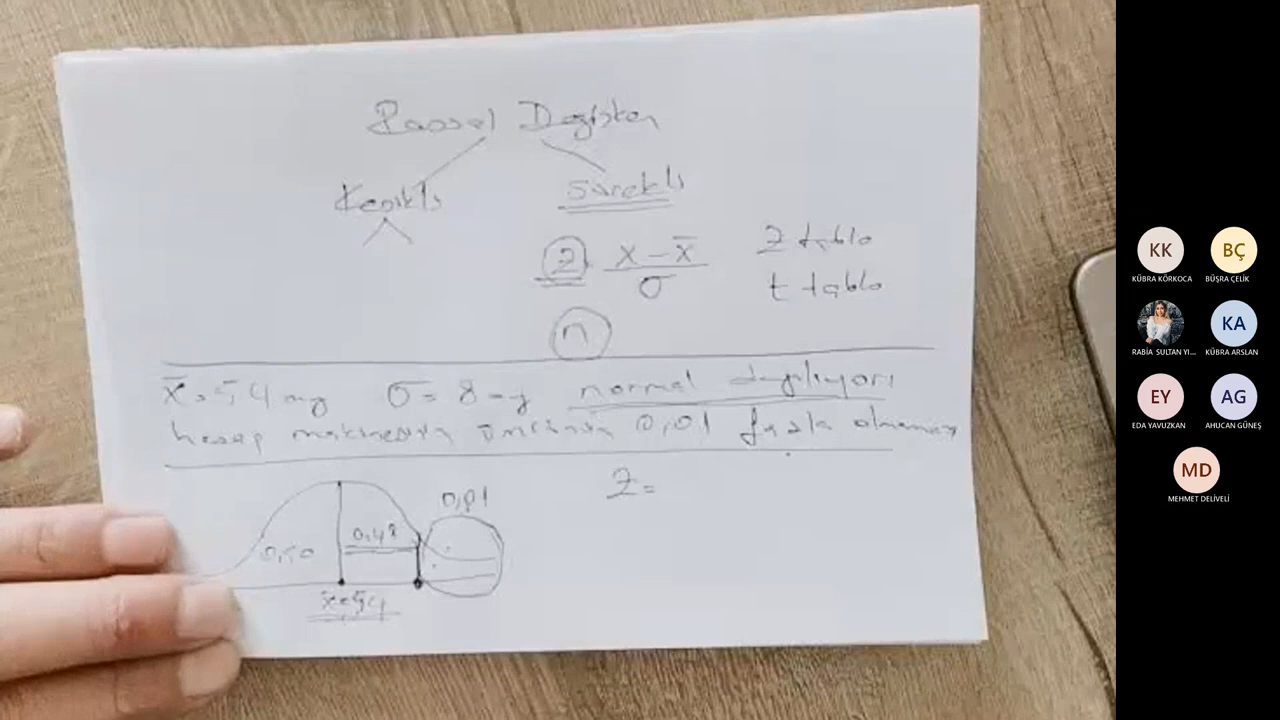 Rassal Değişken
Kesikli
Sürekli
Z x - x̄ / σ
Z tablo
t tablo
n
x̄ = 54 mg σ = 8 mg normal dağılıyor
hesap makinesinin 0,01 fazla olmaması
Z =
0,01
0,50
0,49
x̄=54
KK
KÜBRA KÖRKOCA
BÇ
BÜŞRA ÇELİK
RABİA SULTAN YI...
KA
KÜBRA ARSLAN
EY
EDA YAVUZKAN
AG
AHUCAN GÜNEŞ
MD
MEHMET DELİVELİ